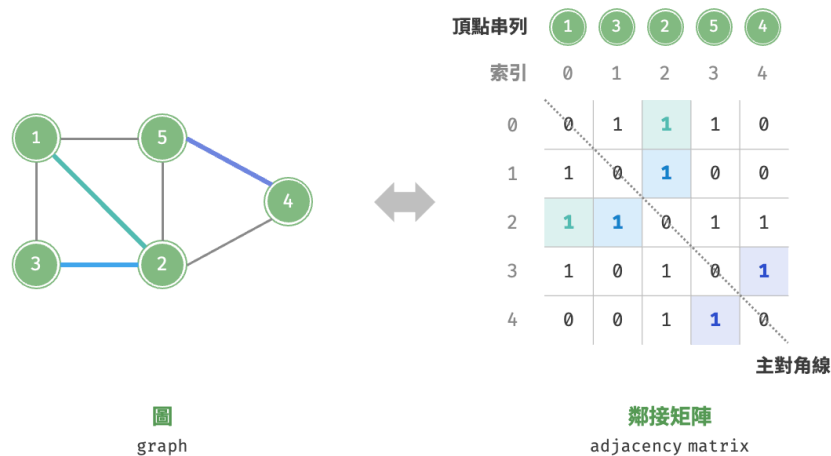 頂點串列 1 3 2 5 4
索引 0 1 2 3 4
0 0 1 1 1 0
1 1 0 1 0 0
2 1 1 0 1 1
3 1 0 1 0 1
4 0 0 1 1 0
主對角線
1 5
4
3 2
圖
graph
鄰接矩陣
adjacency matrix